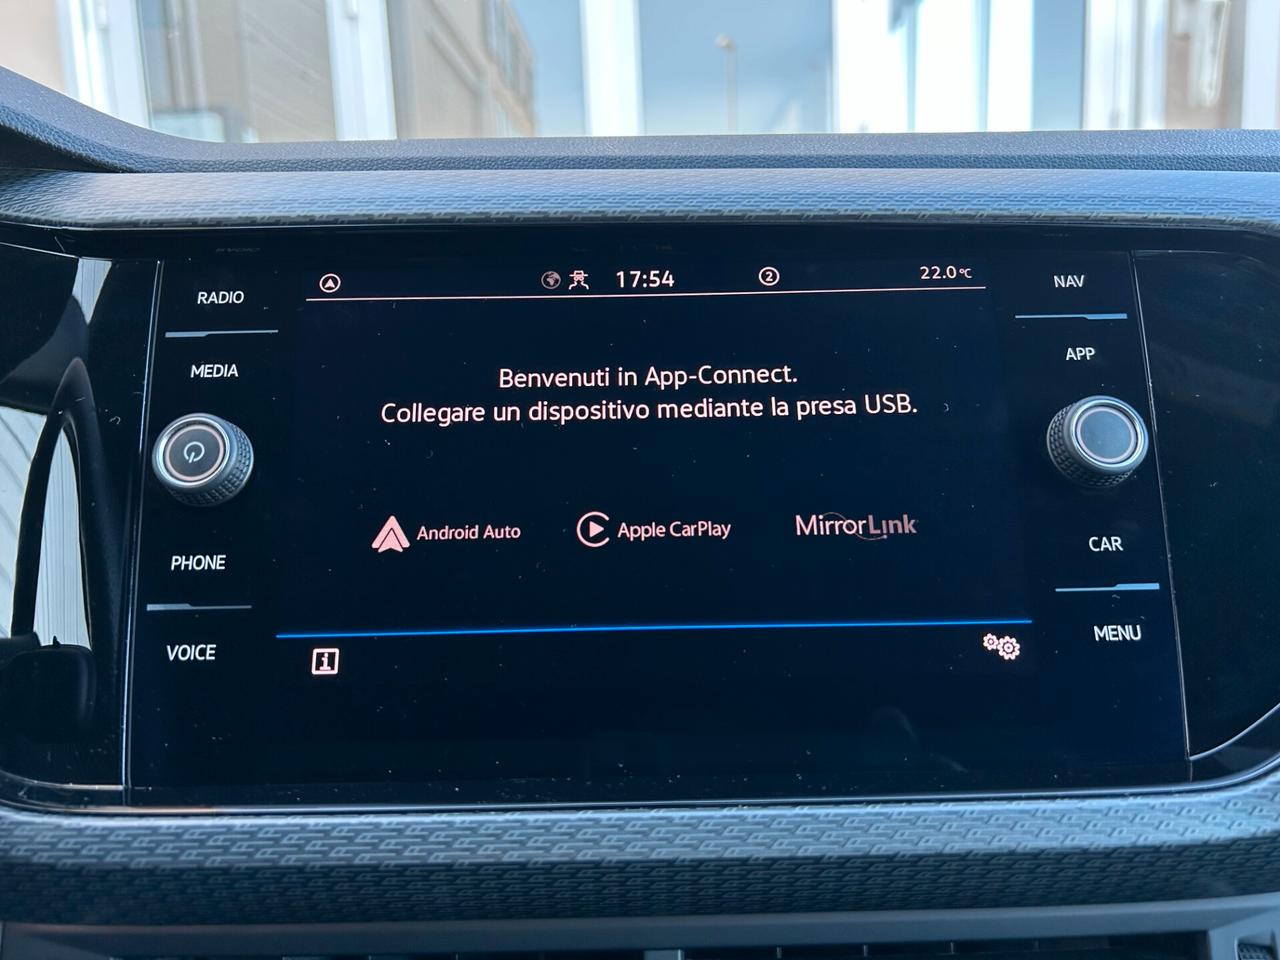 RADIO
MEDIA
PHONE
VOICE
17:54
2
22.0°C
Benvenuti in App-Connect.
Collegare un dispositivo mediante la presa USB.
Android Auto
Apple CarPlay
MirrorLink
i
NAV
APP
CAR
MENU